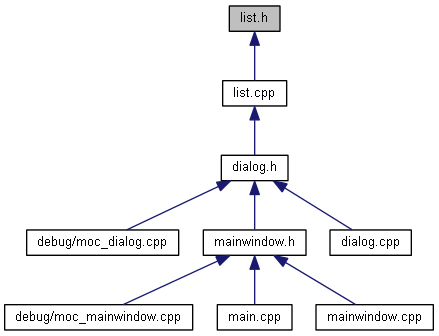 list.h
list.cpp
dialog.h
debug/moc_dialog.cpp
mainwindow.h
dialog.cpp
debug/moc_mainwindow.cpp
main.cpp
mainwindow.cpp